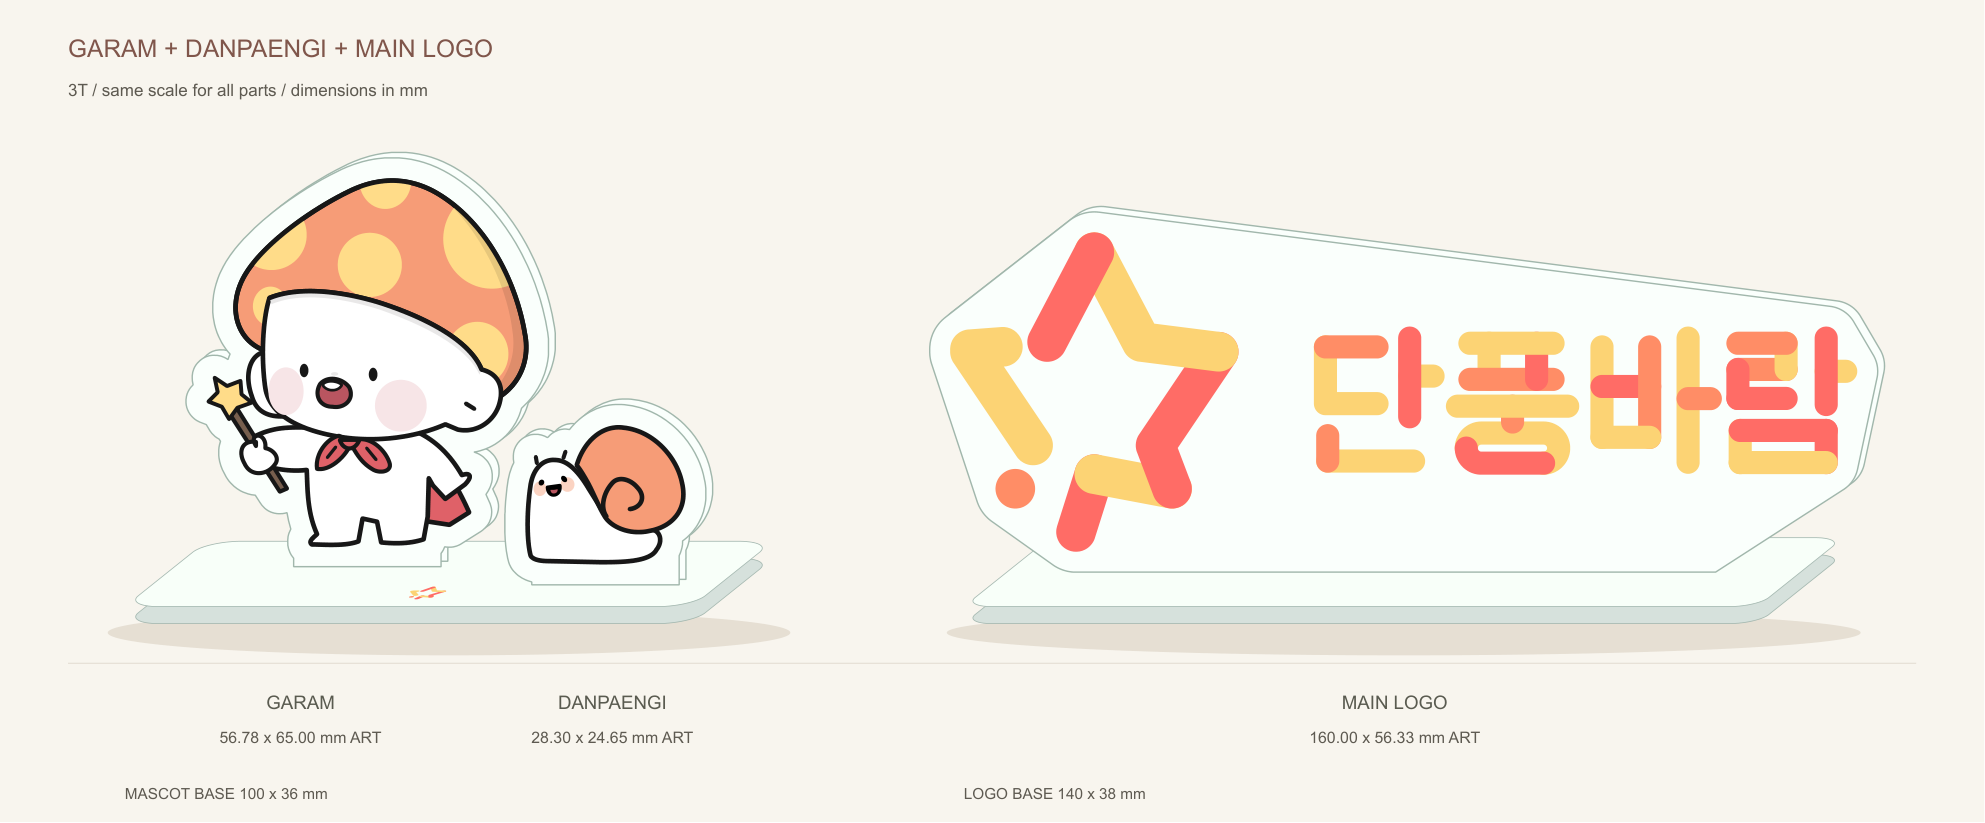 GARAM + DANPAENGI + MAIN LOGO
3T / same scale for all parts / dimensions in mm
단풍바람
GARAM
56.78 x 65.00 mm ART
DANPAENGI
28.30 x 24.65 mm ART
MAIN LOGO
160.00 x 56.33 mm ART
MASCOT BASE 100 x 36 mm
LOGO BASE 140 x 38 mm